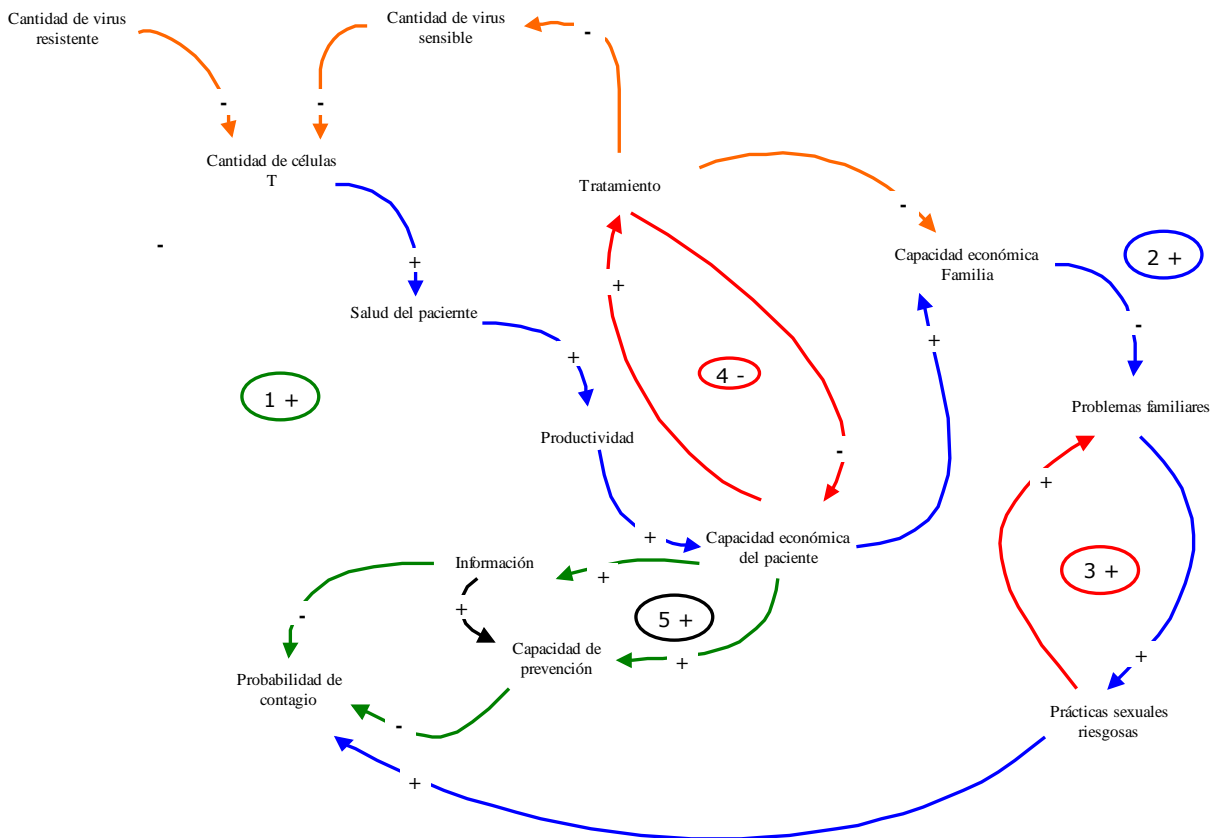 Cantidad de virus
resistente
Cantidad de virus
sensible
-
-
-
Cantidad de células
T
Tratamiento
-
-
Capacidad económica
Familia
2 +
+
+
Salud del paciernte
+
-
+
4 -
1 +
Problemas familiares
Productividad
-
+
+
Capacidad económica
del paciente
Información
+
3 +
-
+
5 +
Capacidad de
prevención
+
+
Probabilidad de
contagio
-
Prácticas sexuales
riesgosas
+